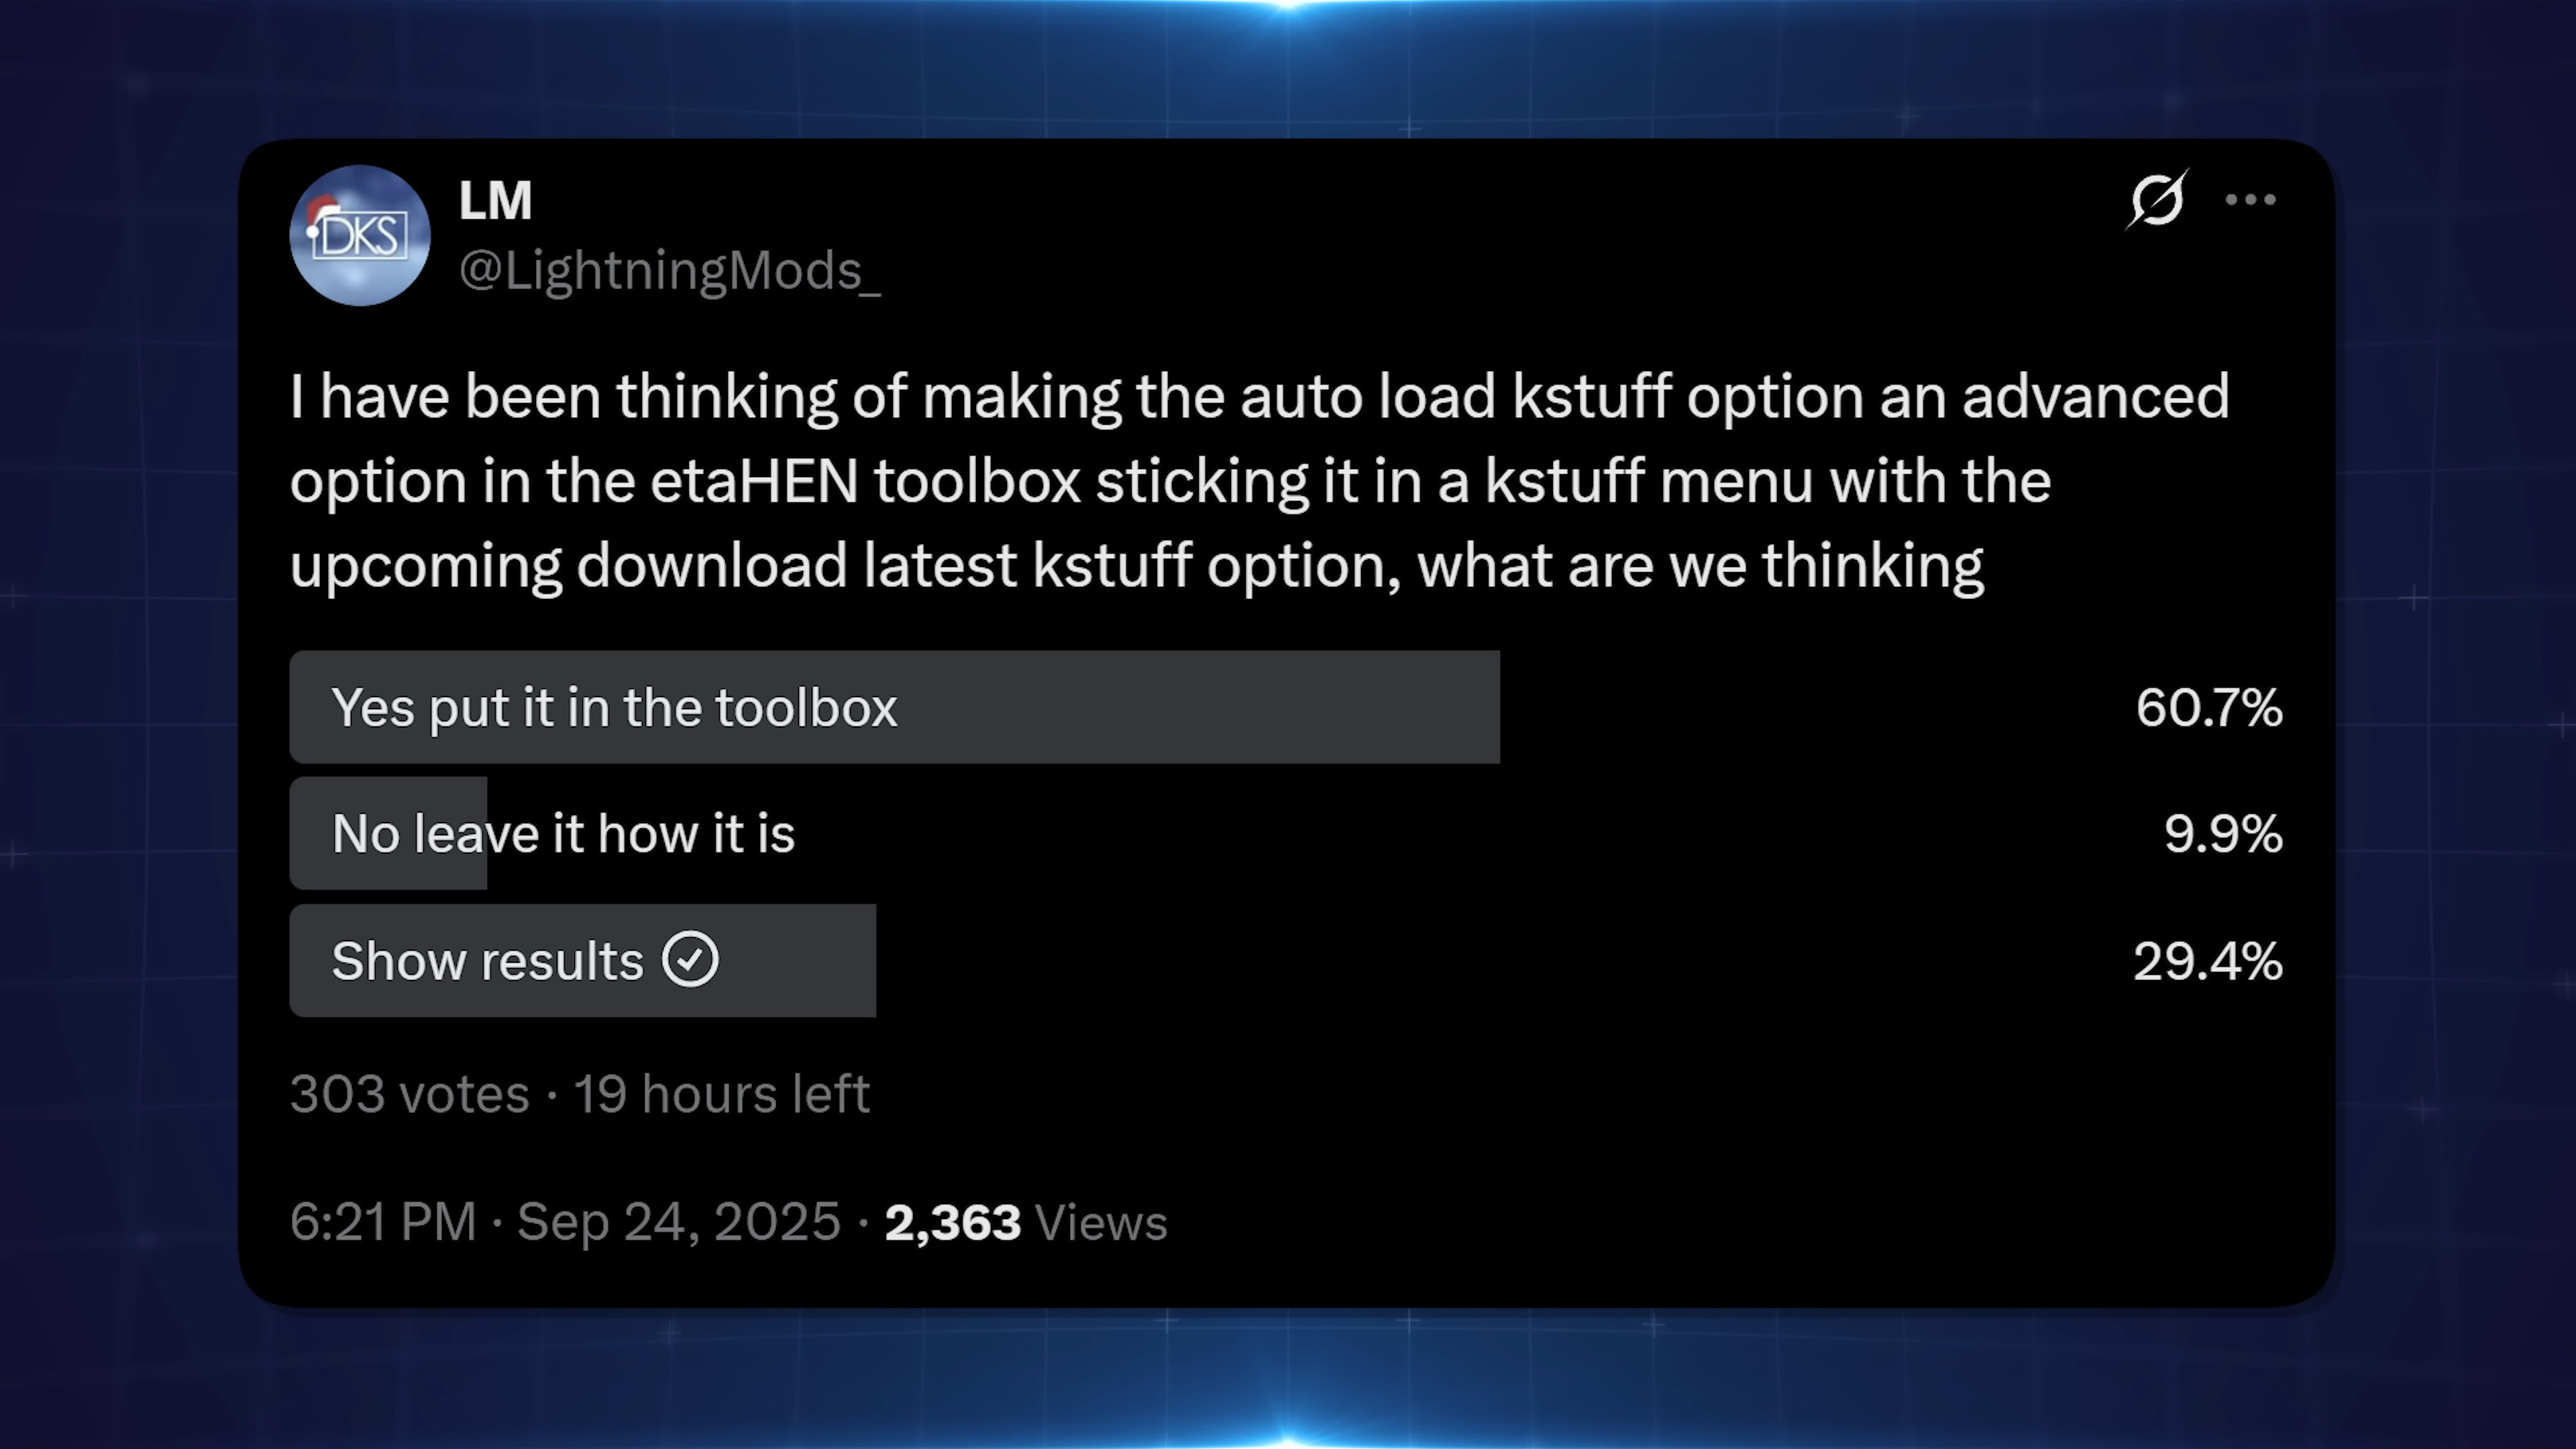 DKS
LM
@LightningMods_
I have been thinking of making the auto load kstuff option an advanced
option in the etaHEN toolbox sticking it in a kstuff menu with the
upcoming download latest kstuff option, what are we thinking
Yes put it in the toolbox 60.7%
No leave it how it is 9.9%
Show results 29.4%
303 votes · 19 hours left
6:21 PM · Sep 24, 2025 · 2,363 Views